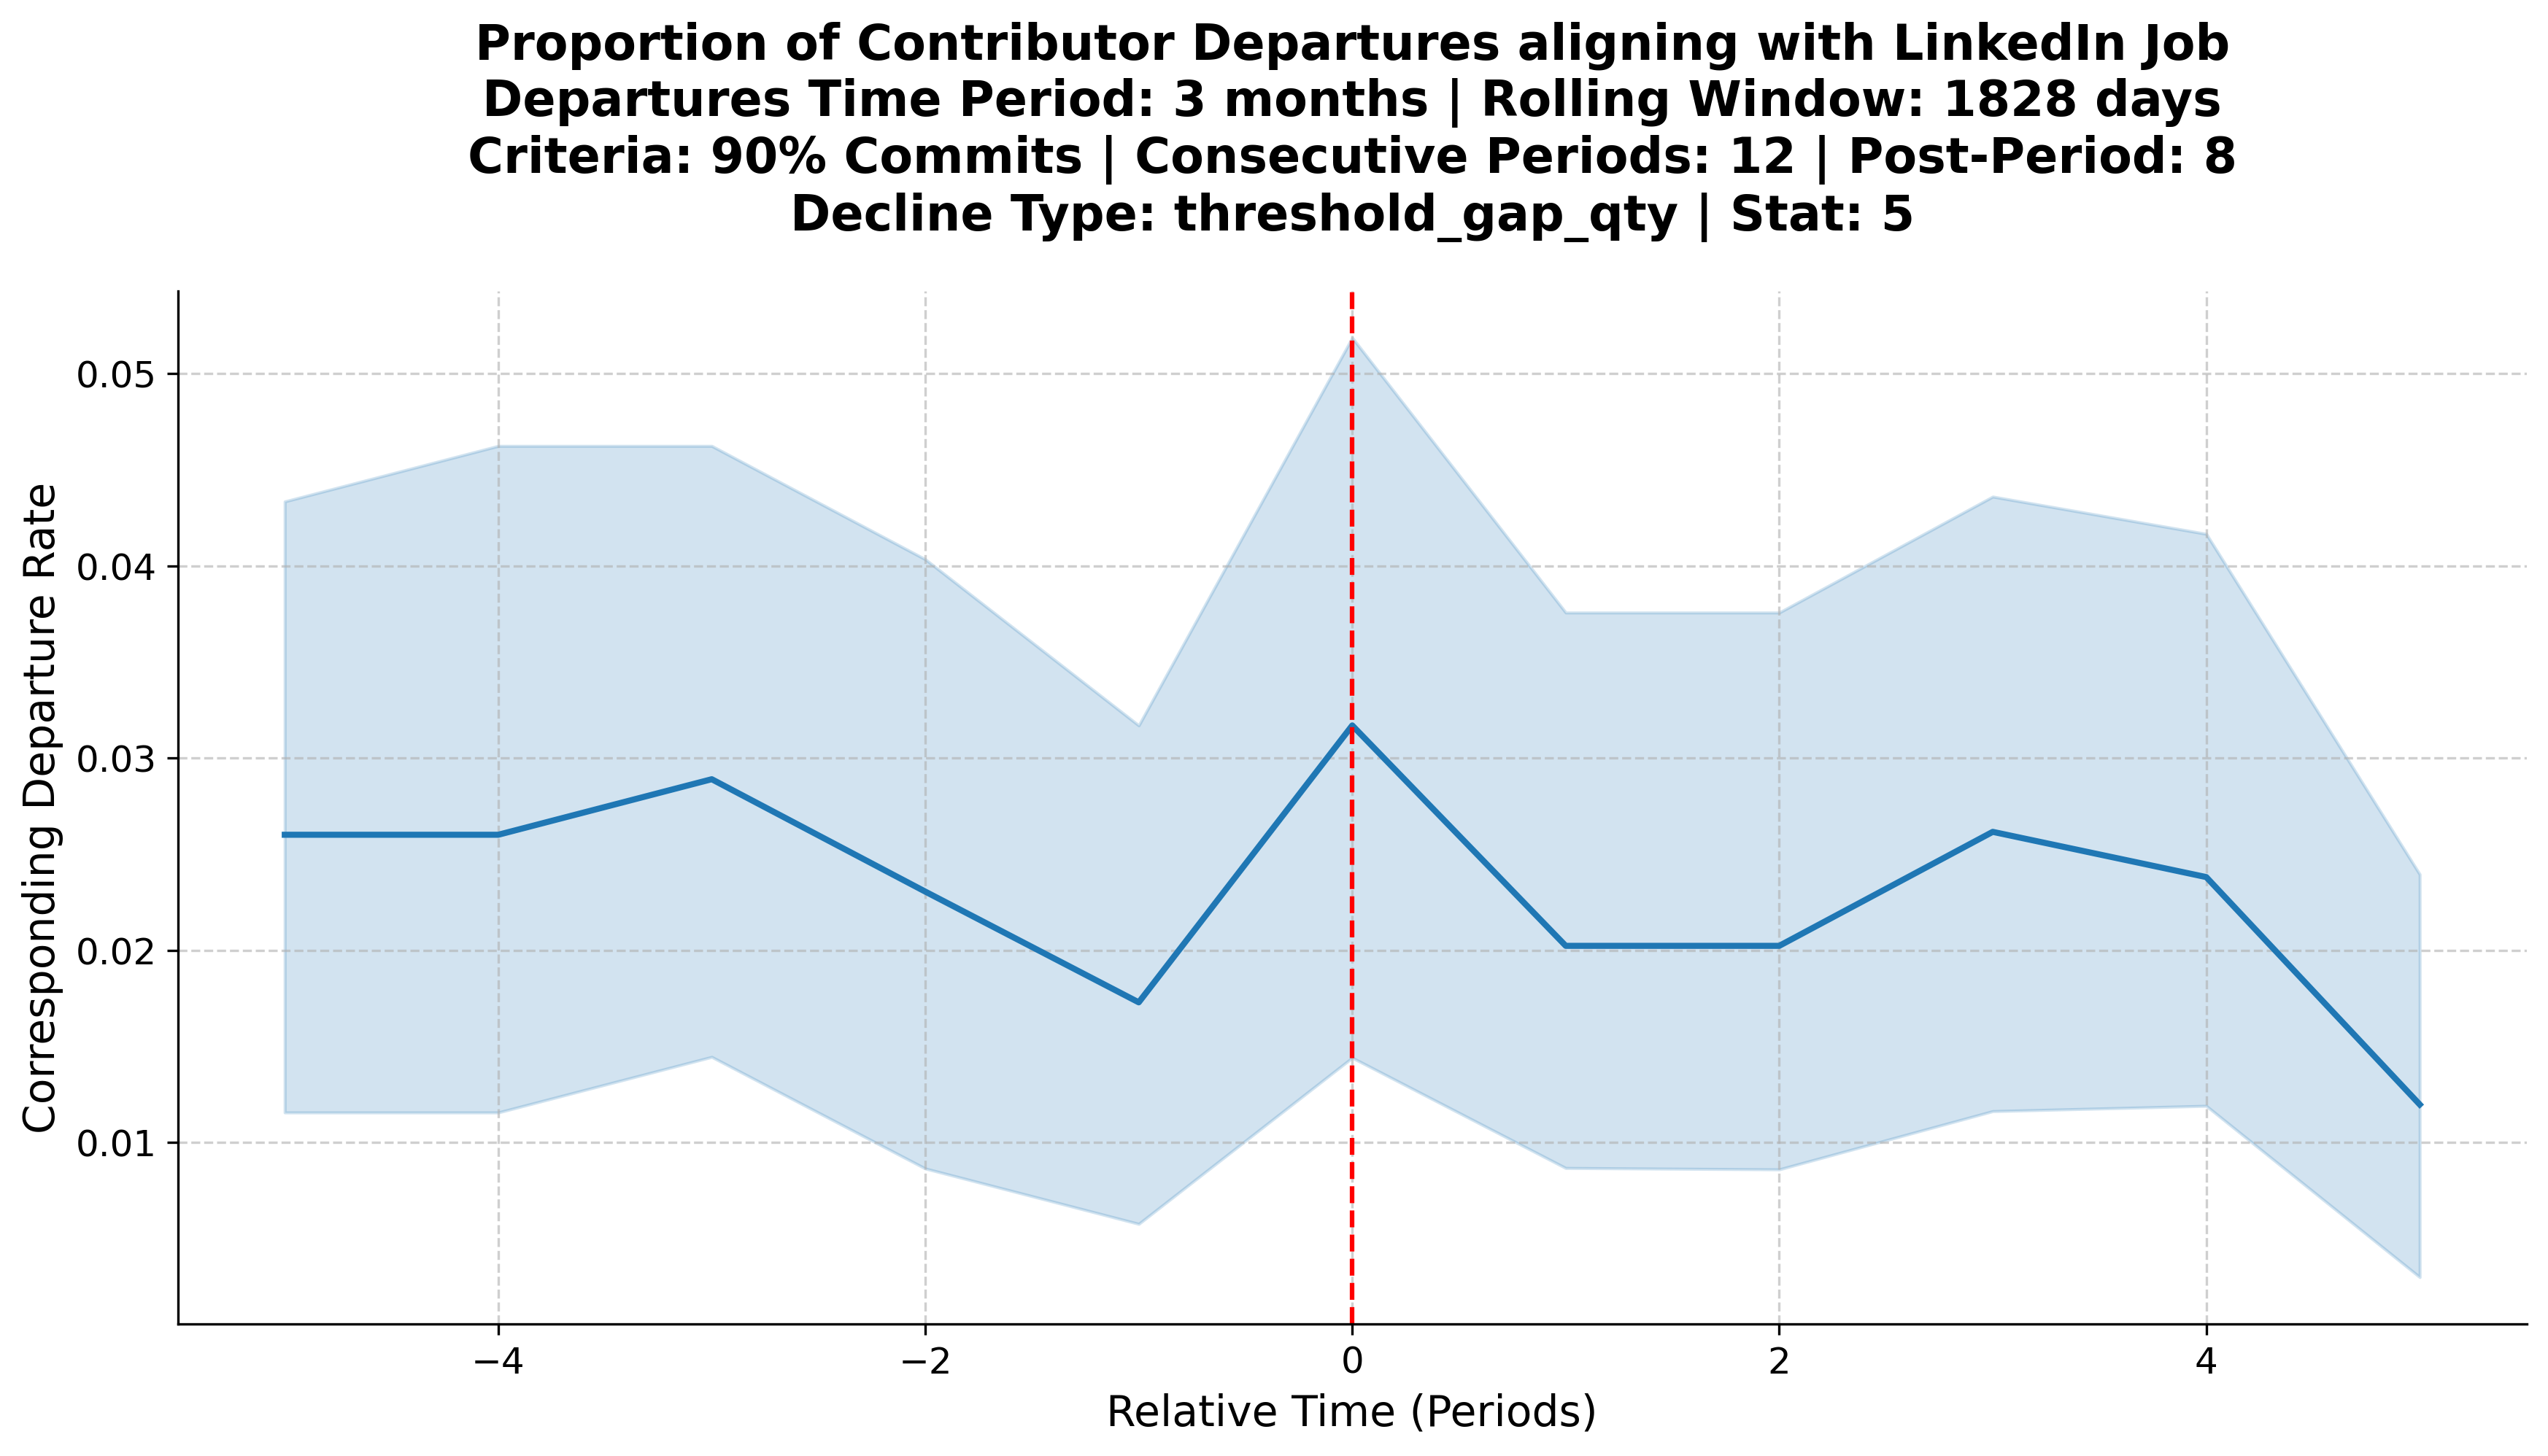 Proportion of Contributor Departures aligning with LinkedIn Job
Departures Time Period: 3 months | Rolling Window: 1828 days
Criteria: 90% Commits | Consecutive Periods: 12 | Post-Period: 8
Decline Type: threshold_gap_qty | Stat: 5
Corresponding Departure Rate
0.05
0.04
0.03
0.02
0.01
−4
−2
0
2
4
Relative Time (Periods)